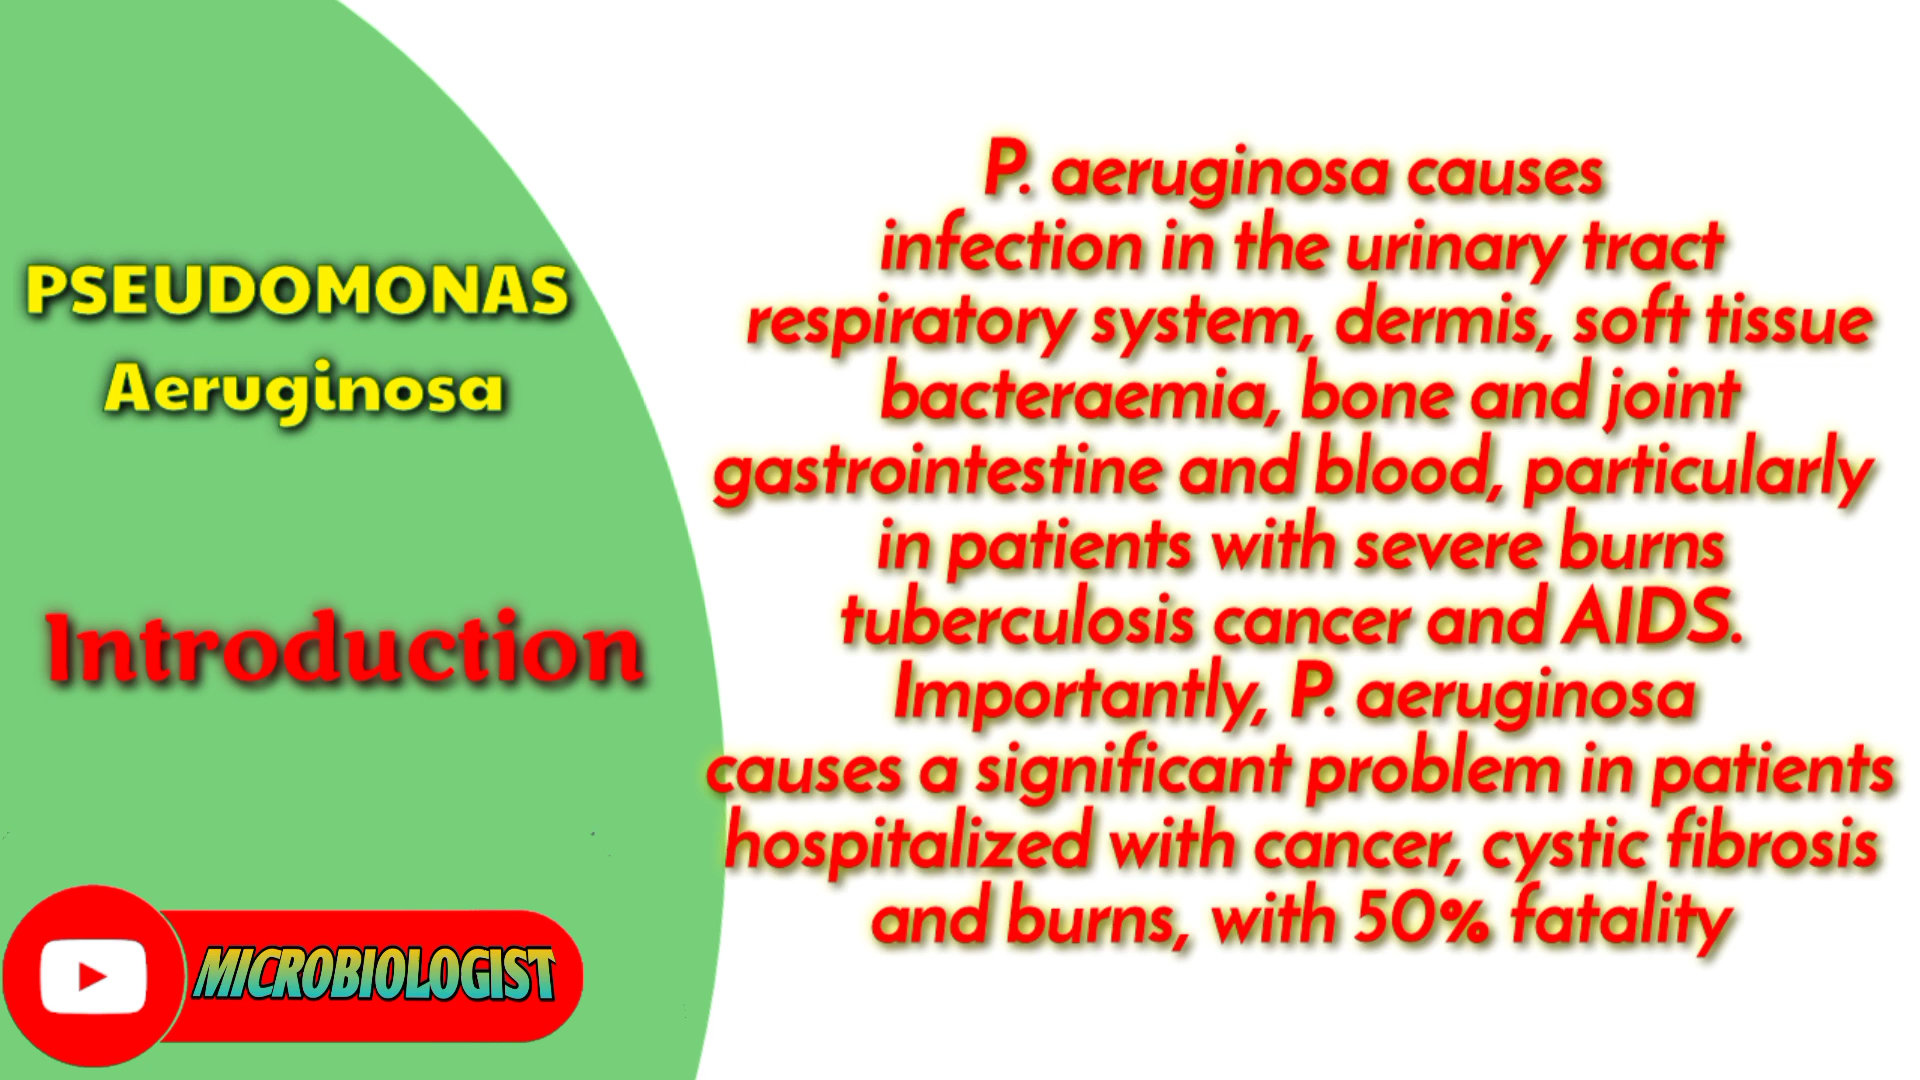 PSEUDOMONAS
Aeruginosa
Introduction
MICROBIOLOGIST
P. aeruginosa causes
infection in the urinary tract
respiratory system, dermis, soft tissue
bacteraemia, bone and joint
gastrointestine and blood, particularly
in patients with severe burns
tuberculosis cancer and AIDS.
Importantly, P. aeruginosa
causes a significant problem in patients
hospitalized with cancer, cystic fibrosis
and burns, with 50% fatality